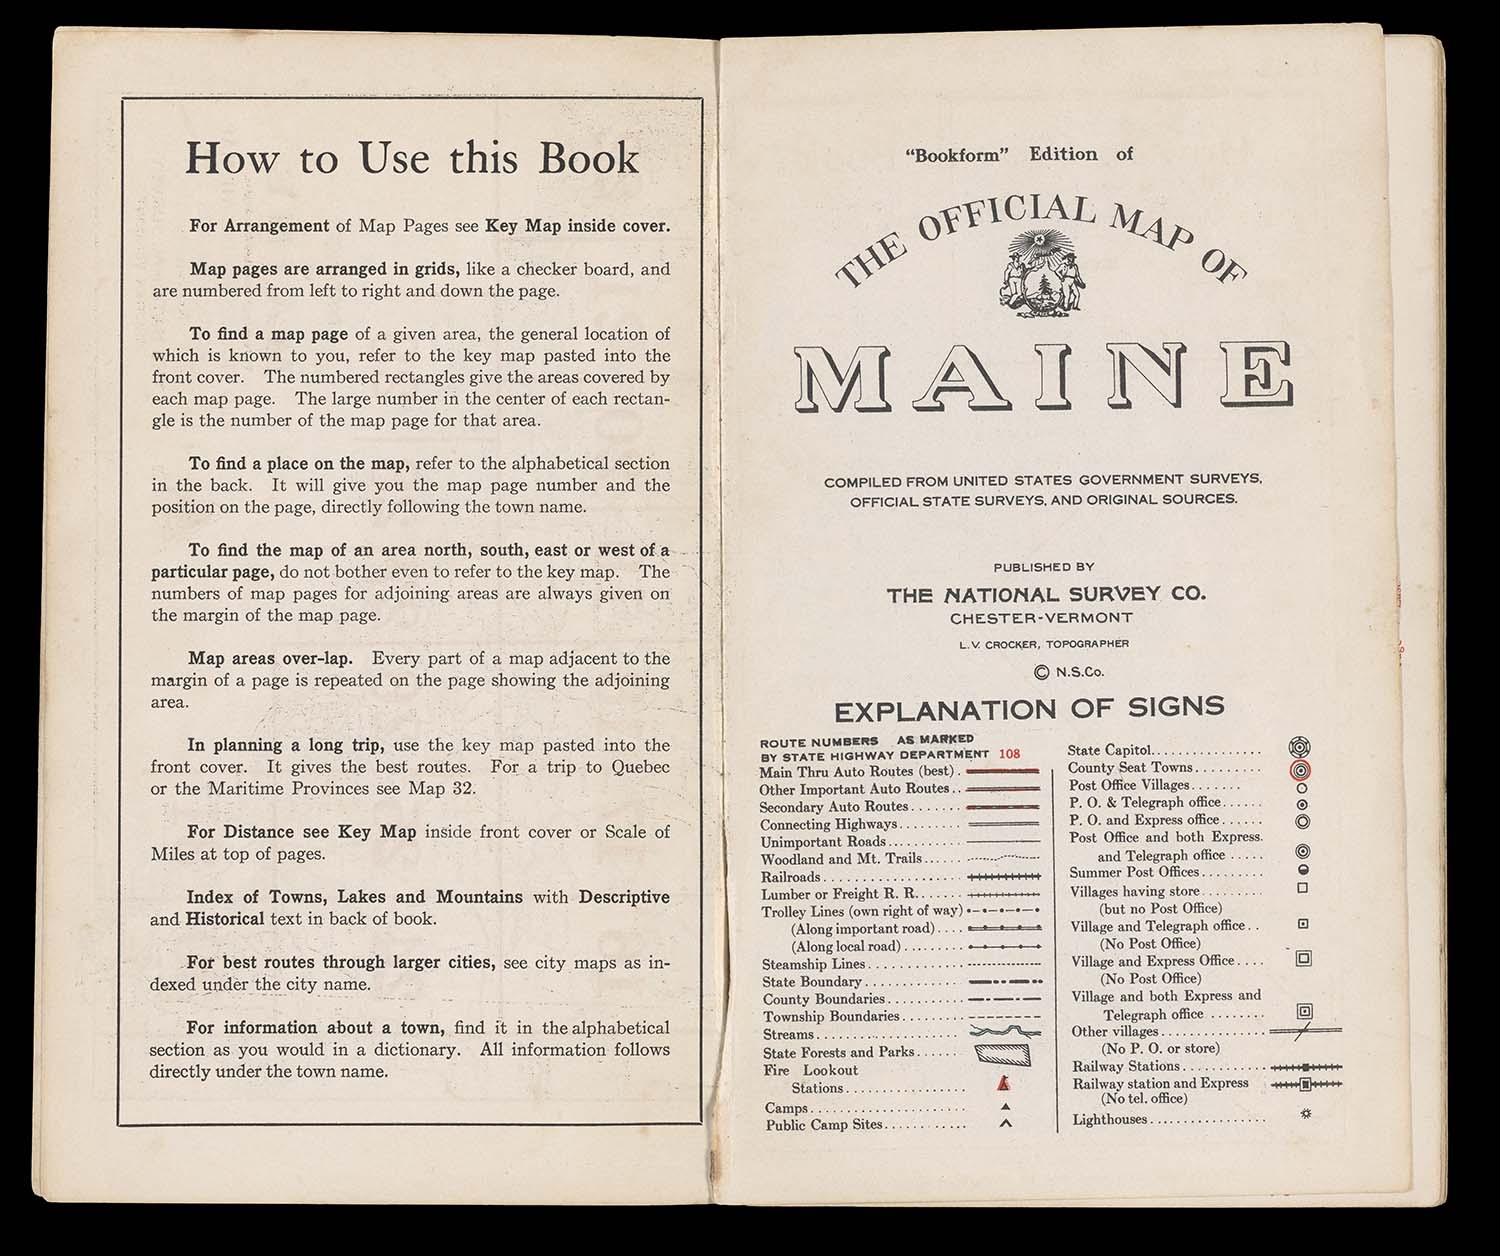 How to Use this Book
For Arrangement of Map Pages see Key Map inside cover.
Map pages are arranged in grids, like a checker board, and
are numbered from left to right and down the page.
To find a map page of a given area, the general location of
which is known to you, refer to the key map pasted into the
front cover. The numbered rectangles give the areas covered by
each map page. The large number in the center of each rectan-
gle is the number of the map page for that area.
To find a place on the map, refer to the alphabetical section
in the back. It will give you the map page number and the
position on the page, directly following the town name.
To find the map of an area north, south, east or west of a
particular page, do not bother even to refer to the key map. The
numbers of map pages for adjoining areas are always given on
the margin of the map page.
Map areas over-lap. Every part of a map adjacent to the
margin of a page is repeated on the page showing the adjoining
area.
In planning a long trip, use the key map pasted into the
front cover. It gives the best routes. For a trip to Quebec
or the Maritime Provinces see Map 32.
For Distance see Key Map inside front cover or Scale of
Miles at top of pages.
Index of Towns, Lakes and Mountains with Descriptive
and Historical text in back of book.
For best routes through larger cities, see city maps as in-
dexed under the city name.
For information about a town, find it in the alphabetical
section as you would in a dictionary. All information follows
directly under the town name.
"Bookform" Edition of
THE OFFICIAL MAP OF
MAINE
COMPILED FROM UNITED STATES GOVERNMENT SURVEYS,
OFFICIAL STATE SURVEYS, AND ORIGINAL SOURCES.
PUBLISHED BY
THE NATIONAL SURVEY CO.
CHESTER-VERMONT
L.V. CROCKER, TOPOGRAPHER
© N.S.Co.
EXPLANATION OF SIGNS
ROUTE NUMBERS AS MARKED
BY STATE HIGHWAY DEPARTMENT 108
Main Thru Auto Routes (best).
Other Important Auto Routes..
Secondary Auto Routes.......
Connecting Highways.........
Unimportant Roads...........
Woodland and Mt. Trails......
Railroads....................
Lumber or Freight R. R.......
Trolley Lines (own right of way)
(Along important road)....
(Along local road).........
Steamship Lines..............
State Boundary.............
County Boundaries...........
Township Boundaries.........
Streams.....................
State Forests and Parks......
Fire Lookout
Stations..................
Camps.......................
Public Camp Sites............
State Capitol................
County Seat Towns.........
Post Office Villages.......
P. O. & Telegraph office......
P. O. and Express office......
Post Office and both Express.
and Telegraph office .....
Summer Post Offices.........
Villages having store.........
(but no Post Office)
Village and Telegraph office..
(No Post Office)
Village and Express Office....
(No Post Office)
Village and both Express and
Telegraph office ........
Other villages...............
(No P. O. or store)
Railway Stations............
Railway station and Express
(No tel. office)
Lighthouses.................